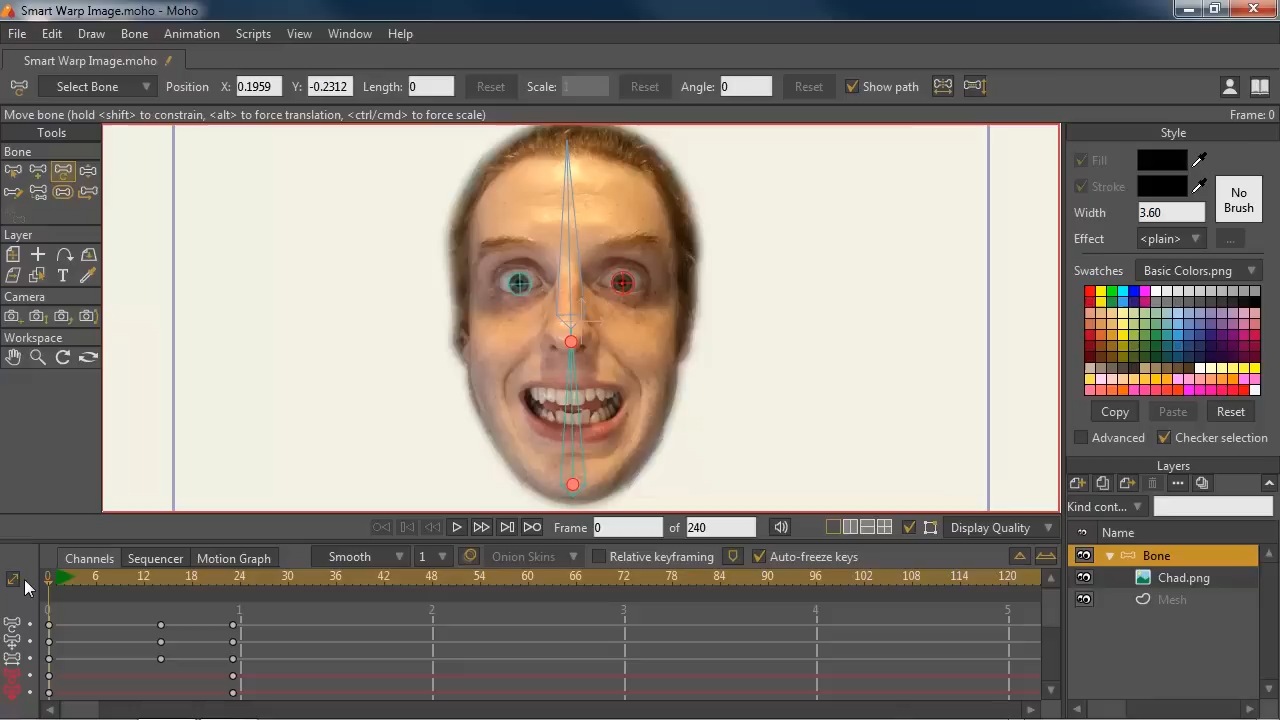 Smart Warp Image.moho - Moho
File Edit Draw Bone Animation Scripts View Window Help
Smart Warp Image.moho
Select Bone Position X: 0.1959 Y: -0.2312 Length: 0 Reset Scale: 1 Reset Angle: 0 Reset Show path
Move bone (hold <shift> to constrain, <alt> to force translation, <ctrl/cmd> to force scale) Frame: 0
Tools
Bone
Layer
Camera
Workspace
Style
Fill
Stroke
No Brush
Width 3.60
Effect <plain> ...
Swatches Basic Colors.png
Copy Paste Reset
Advanced Checker selection
Layers
Kind cont...
Name
Bone
Chad.png
Mesh
Frame 0 of 240 Display Quality
Channels Sequencer Motion Graph Smooth 1 Onion Skins Relative keyframing Auto-freeze keys
0 6 12 18 24 30 36 42 48 54 60 66 72 78 84 90 96 102 108 114 120
1 2 3 4 5